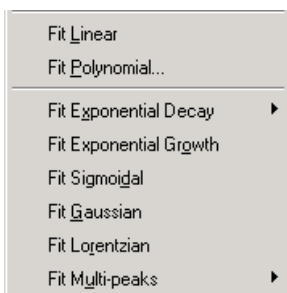 Fit Linear
Fit Polynomial...
Fit Exponential Decay
Fit Exponential Growth
Fit Sigmoidal
Fit Gaussian
Fit Lorentzian
Fit Multi-peaks